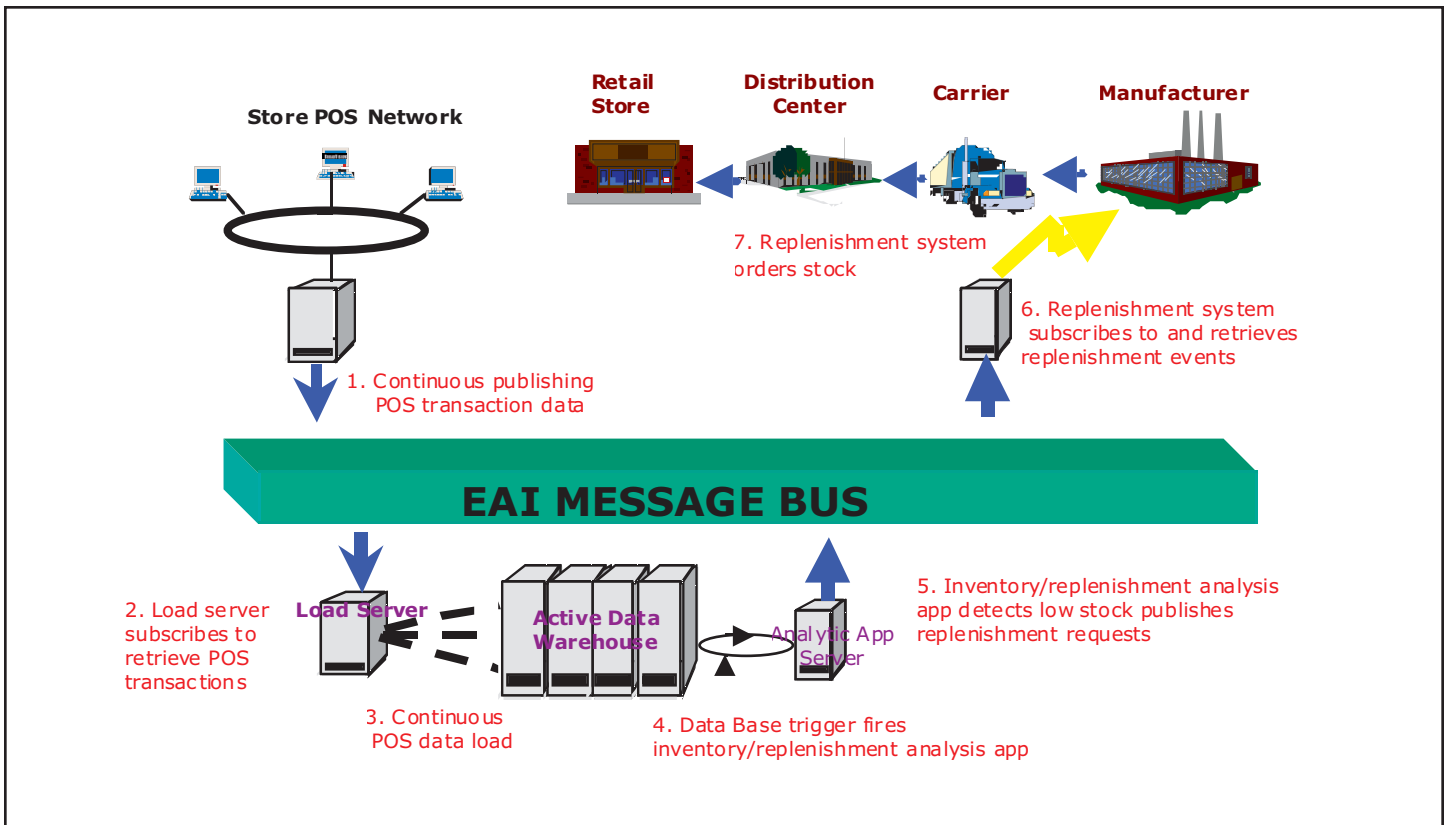 Store POS Network
Retail
Store
Distribution
Center
Carrier
Manufacturer
7. Replenishment system
orders stock
6. Replenishment system
subscribes to and retrieves
replenishment events
1. Continuous publishing
POS transaction data
EAI MESSAGE BUS
2. Load server
subscribes to
retrieve POS
transactions
Load Server
Active Data
Warehouse
Analytic App
Server
5. Inventory/replenishment analysis
app detects low stock publishes
replenishment requests
3. Continuous
POS data load
4. Data Base trigger fires
inventory/replenishment analysis app